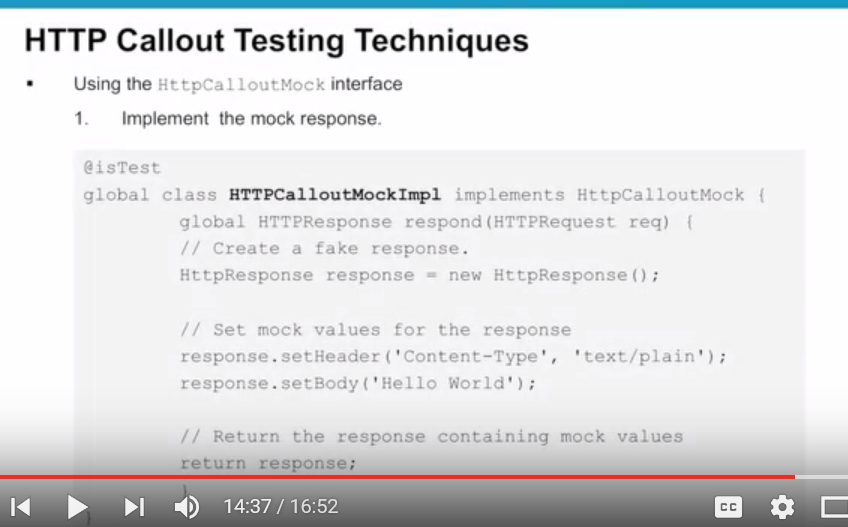 HTTP Callout Testing Techniques
▪ Using the HttpCalloutMock interface
1. Implement the mock response.
@isTest
global class HTTPCalloutMockImpl implements HttpCalloutMock {
global HTTPResponse respond(HTTPRequest req) {
// Create a fake response.
HttpResponse response = new HttpResponse();
// Set mock values for the response
response.setHeader('Content-Type', 'text/plain');
response.setBody('Hello World');
// Return the response containing mock values
return response;
}
}
14:37 / 16:52
CC